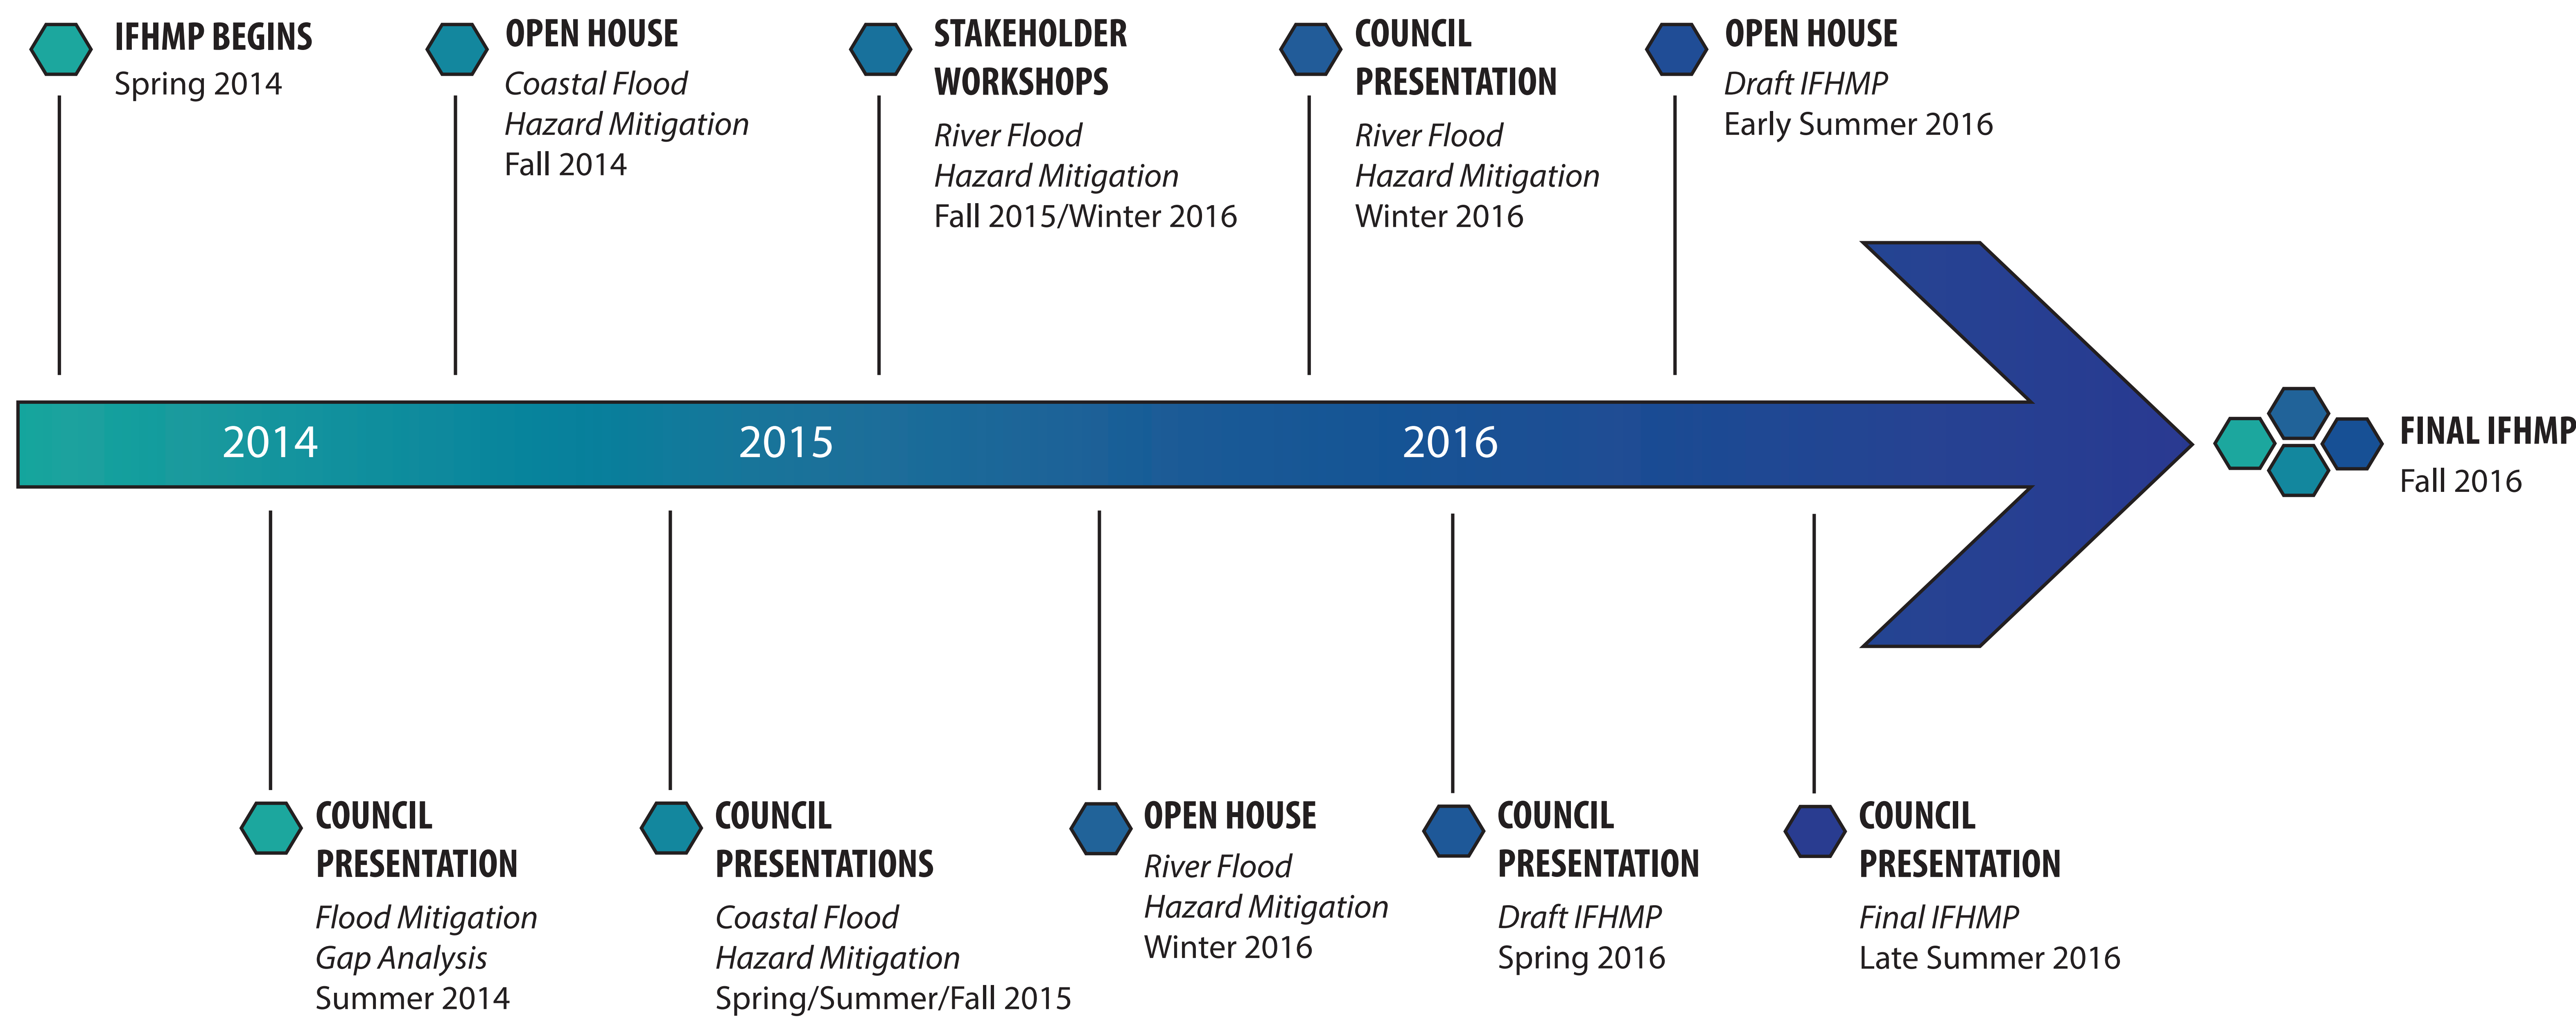 IFHMP BEGINS
Spring 2014
OPEN HOUSE
Coastal Flood
Hazard Mitigation
Fall 2014
STAKEHOLDER
WORKSHOPS
River Flood
Hazard Mitigation
Fall 2015/Winter 2016
COUNCIL
PRESENTATION
River Flood
Hazard Mitigation
Winter 2016
OPEN HOUSE
Draft IFHMP
Early Summer 2016
2014
2015
2016
FINAL IFHMP
Fall 2016
COUNCIL
PRESENTATION
Flood Mitigation
Gap Analysis
Summer 2014
COUNCIL
PRESENTATIONS
Coastal Flood
Hazard Mitigation
Spring/Summer/Fall 2015
OPEN HOUSE
River Flood
Hazard Mitigation
Winter 2016
COUNCIL
PRESENTATION
Draft IFHMP
Spring 2016
COUNCIL
PRESENTATION
Final IFHMP
Late Summer 2016